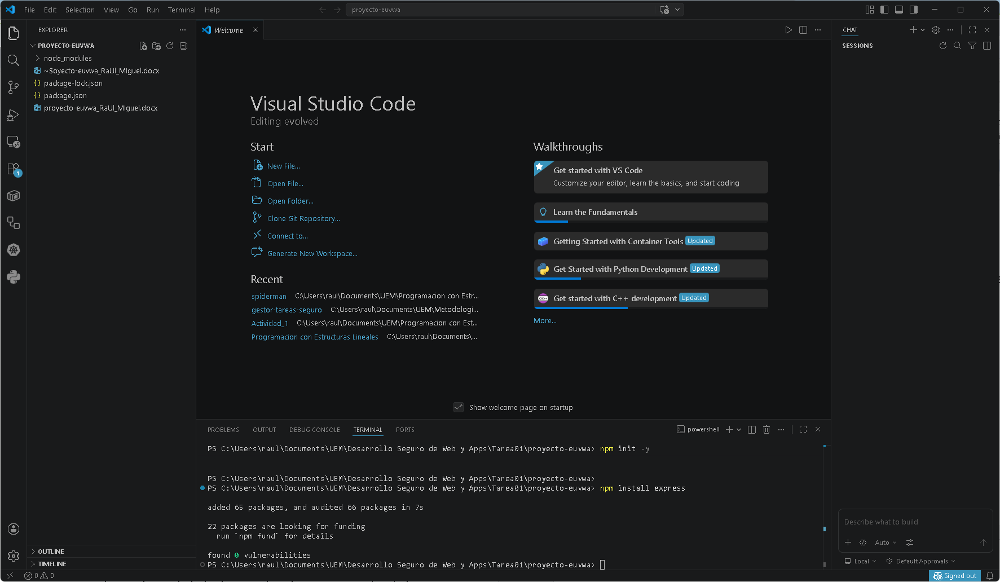 File Edit Selection View Go Run Terminal Help
proyecto-euvwa
EXPLORER
PROYECTO-EUVWA
node_modules
~$oyecto-euvwa_RaUl_MIguel.docx
package-lock.json
package.json
proyecto-euvwa_RaUl_MIguel.docx
OUTLINE
TIMELINE
1
Welcome
Visual Studio Code
Editing evolved
Start
New File...
Open File...
Open Folder...
Clone Git Repository...
Connect to...
Generate New Workspace...
Recent
spiderman C:\Users\raul\Documents\UEM\Programacion con Estr...
gestor-tareas-seguro C:\Users\raul\Documents\UEM\Metodologí...
Actividad_1 C:\Users\raul\Documents\UEM\Programacion con Est...
Programacion con Estructuras Lineales C:\Users\raul\Documents\...
Walkthroughs
Get started with VS Code
Customize your editor, learn the basics, and start coding
Learn the Fundamentals
Getting Started with Container Tools Updated
Get Started with Python Development Updated
Get started with C++ development Updated
More...
Show welcome page on startup
PROBLEMS OUTPUT DEBUG CONSOLE TERMINAL PORTS
powershell
PS C:\Users\raul\Documents\UEM\Desarrollo Seguro de Web y Apps\Tarea01\proyecto-euvwa> npm init -y
PS C:\Users\raul\Documents\UEM\Desarrollo Seguro de Web y Apps\Tarea01\proyecto-euvwa>
PS C:\Users\raul\Documents\UEM\Desarrollo Seguro de Web y Apps\Tarea01\proyecto-euvwa> npm install express
added 65 packages, and audited 66 packages in 7s
22 packages are looking for funding
run `npm fund` for details
found 0 vulnerabilities
PS C:\Users\raul\Documents\UEM\Desarrollo Seguro de Web y Apps\Tarea01\proyecto-euvwa>
CHAT
SESSIONS
Describe what to build
Auto
Local Default Approvals
0 0
Signed out